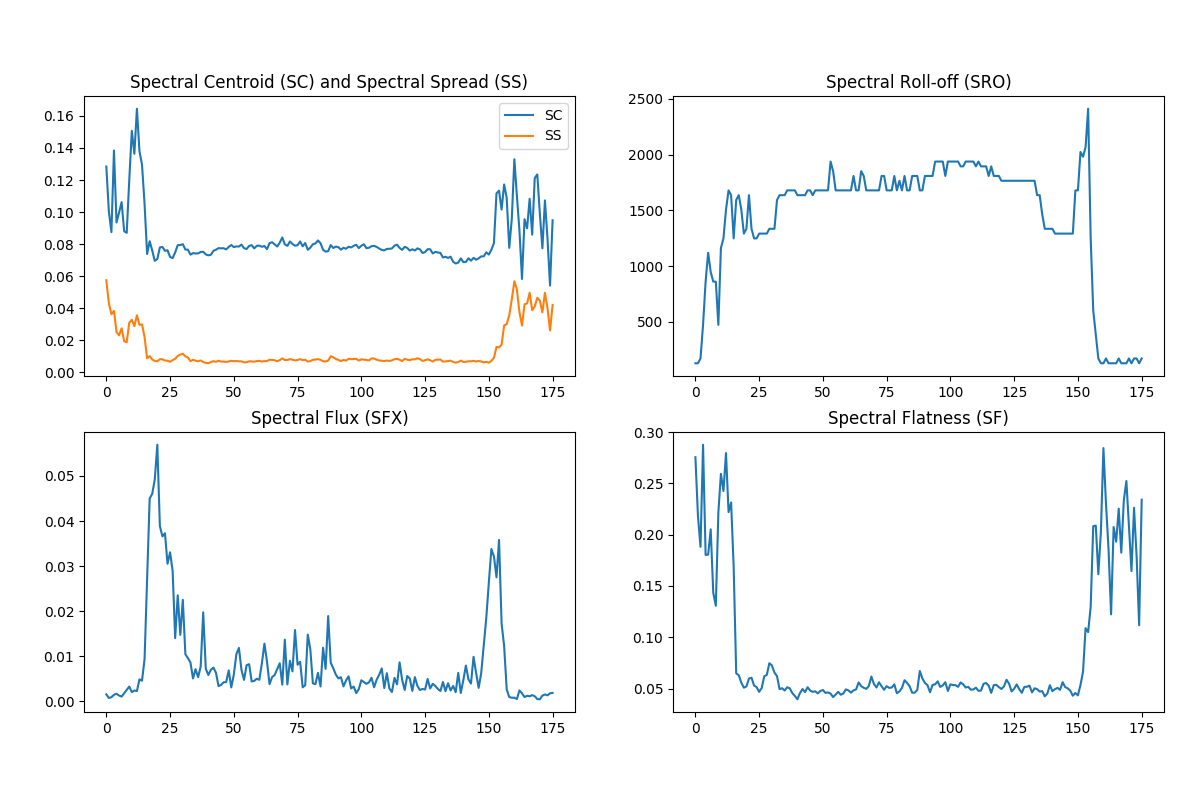 Spectral Centroid (SC) and Spectral Spread (SS)
0.16
0.14
0.12
0.10
0.08
0.06
0.04
0.02
0.00
SC
SS
0 25 50 75 100 125 150 175
Spectral Roll-off (SRO)
2500
2000
1500
1000
500
0 25 50 75 100 125 150 175
Spectral Flux (SFX)
0.05
0.04
0.03
0.02
0.01
0.00
0 25 50 75 100 125 150 175
Spectral Flatness (SF)
0.30
0.25
0.20
0.15
0.10
0.05
0 25 50 75 100 125 150 175